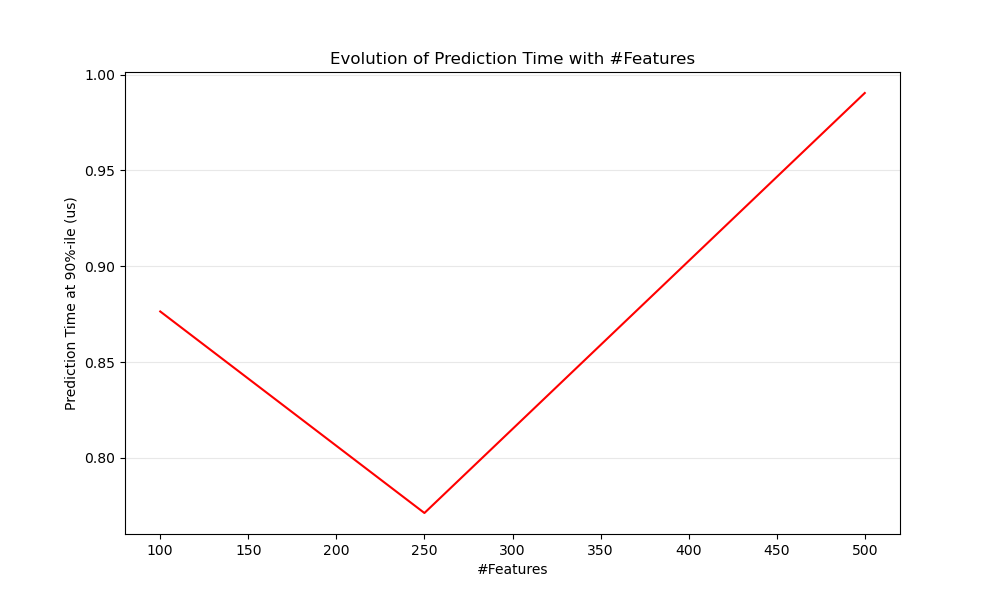 Evolution of Prediction Time with #Features
Prediction Time at 90%-ile (us)
1.00
0.95
0.90
0.85
0.80
100 150 200 250 300 350 400 450 500
#Features